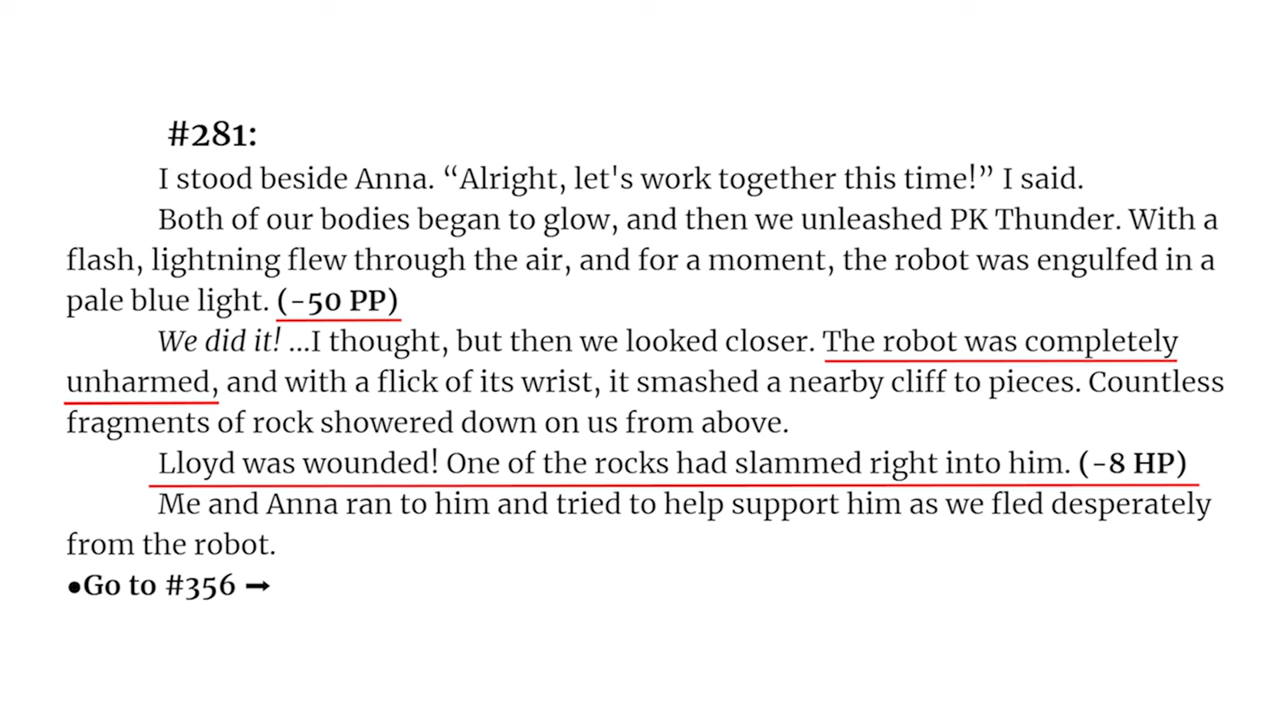 #281:
I stood beside Anna. “Alright, let's work together this time!” I said.
Both of our bodies began to glow, and then we unleashed PK Thunder. With a
flash, lightning flew through the air, and for a moment, the robot was engulfed in a
pale blue light. (-50 PP)
We did it! ...I thought, but then we looked closer. The robot was completely
unharmed, and with a flick of its wrist, it smashed a nearby cliff to pieces. Countless
fragments of rock showered down on us from above.
Lloyd was wounded! One of the rocks had slammed right into him. (-8 HP)
Me and Anna ran to him and tried to help support him as we fled desperately
from the robot.
●Go to #356 ➞